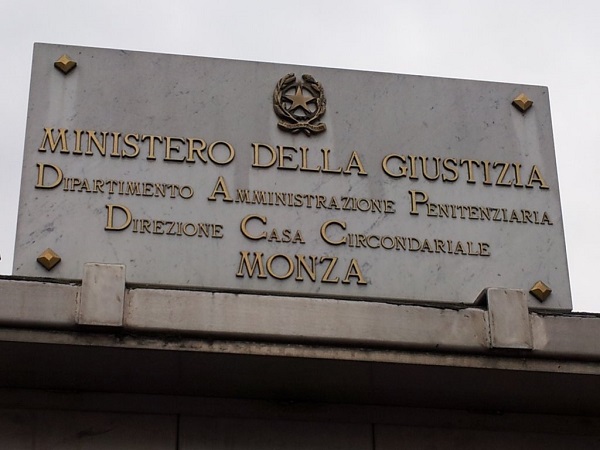 MINISTERO DELLA GIUSTIZIA
DIPARTIMENTO AMMINISTRAZIONE PENITENZIARIA
DIREZIONE CASA CIRCONDARIALE
MONZA